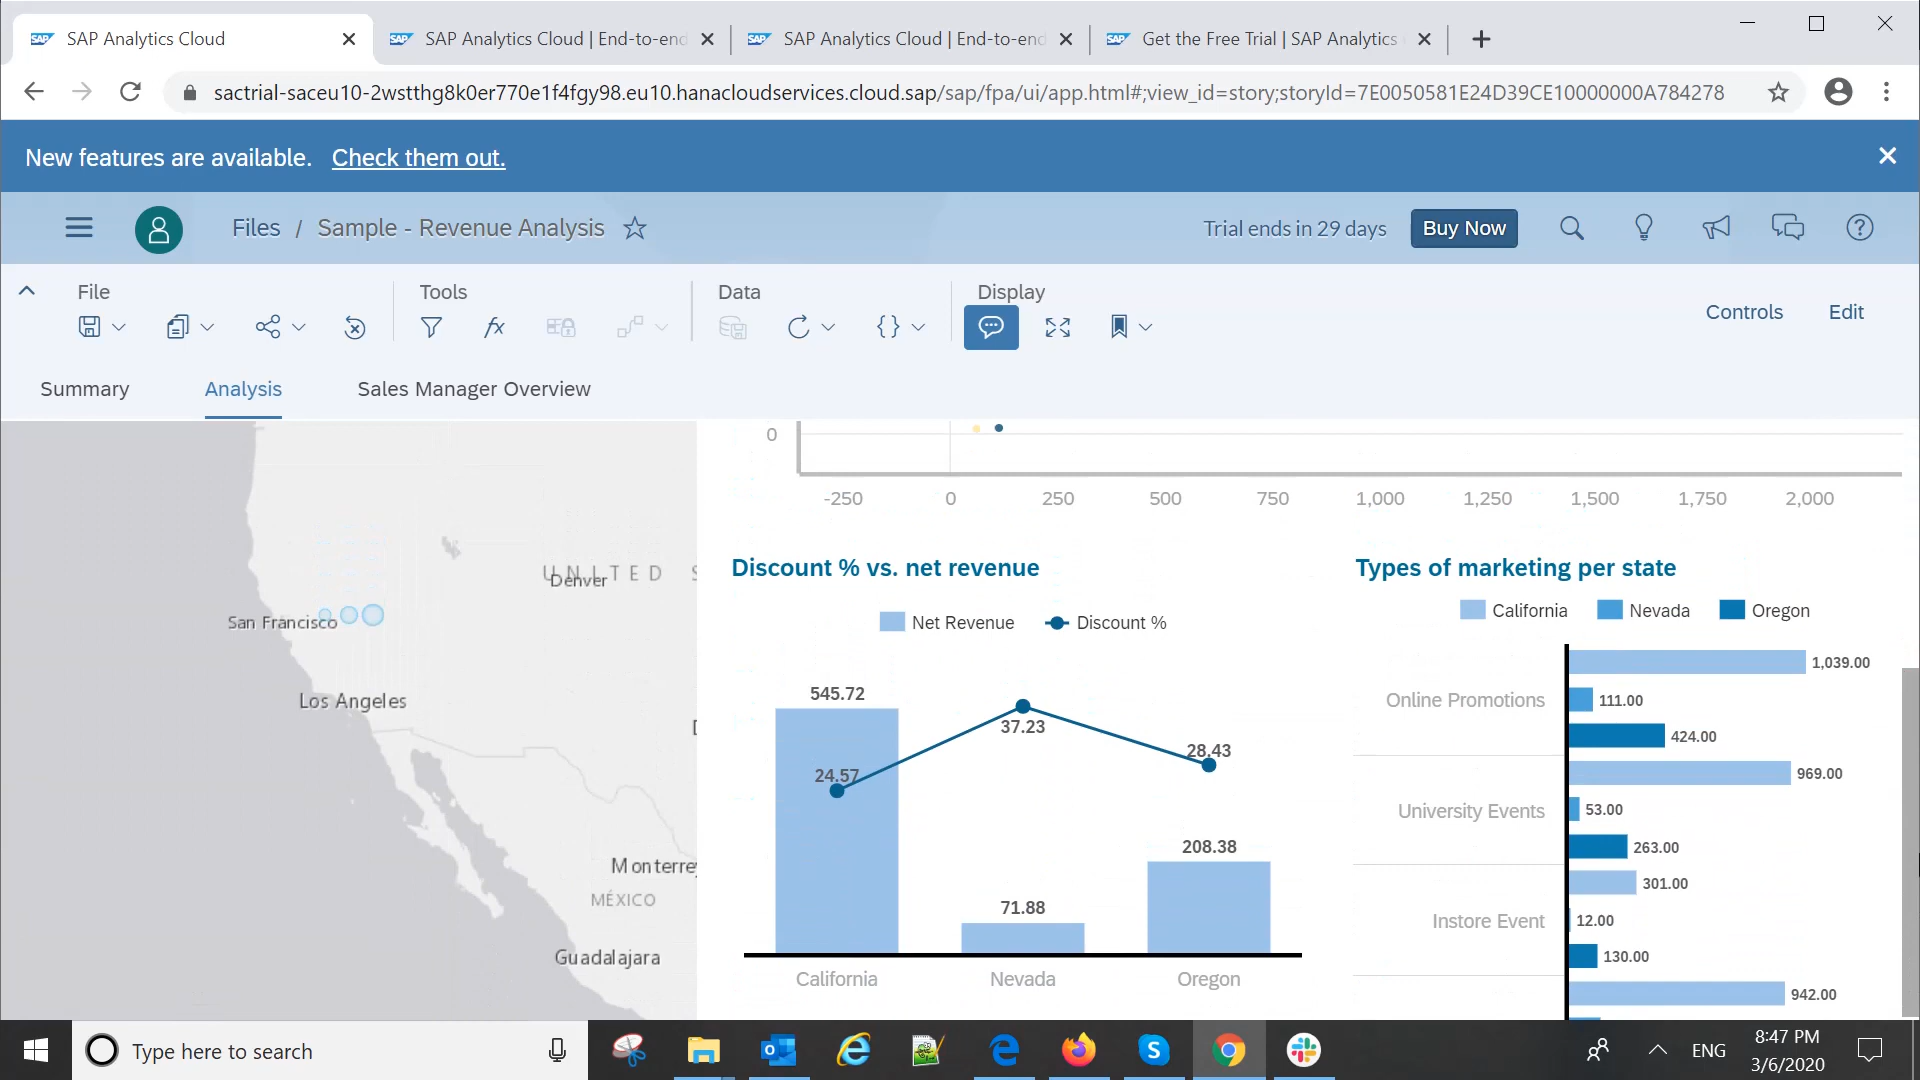 SAP Analytics Cloud
SAP Analytics Cloud | End-to-end
SAP Analytics Cloud | End-to-end
Get the Free Trial | SAP Analytics
sactrial-saceu10-2wstthg8k0er770e1f4fgy98.eu10.hanacloudservices.cloud.sap/sap/fpa/ui/app.html#;view_id=story;storyId=7E0050581E24D39CE10000000A784278
New features are available. Check them out.
Files / Sample - Revenue Analysis
Trial ends in 29 days
Buy Now
File
Tools
Data
Display
Controls
Edit
Summary
Analysis
Sales Manager Overview
UNITED S
Denver
San Francisco
Los Angeles
Monterrey
MÉXICO
Guadalajara
0
-250 0 250 500 750 1,000 1,250 1,500 1,750 2,000
Discount % vs. net revenue
Net Revenue
Discount %
545.72
37.23
28.43
24.57
208.38
71.88
California
Nevada
Oregon
Types of marketing per state
California
Nevada
Oregon
1,039.00
Online Promotions
111.00
424.00
969.00
University Events
53.00
263.00
301.00
Instore Event
12.00
130.00
942.00
Type here to search
ENG
8:47 PM
3/6/2020